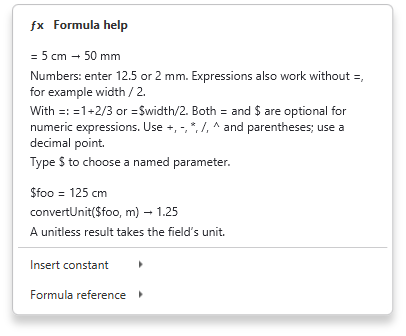 fx Formula help
= 5 cm → 50 mm
Numbers: enter 12.5 or 2 mm. Expressions also work without =,
for example width / 2.
With =: =1+2/3 or =$width/2. Both = and $ are optional for
numeric expressions. Use +, -, *, /, ^ and parentheses; use a
decimal point.
Type $ to choose a named parameter.
$foo = 125 cm
convertUnit($foo, m) → 1.25
A unitless result takes the field's unit.
Insert constant
Formula reference